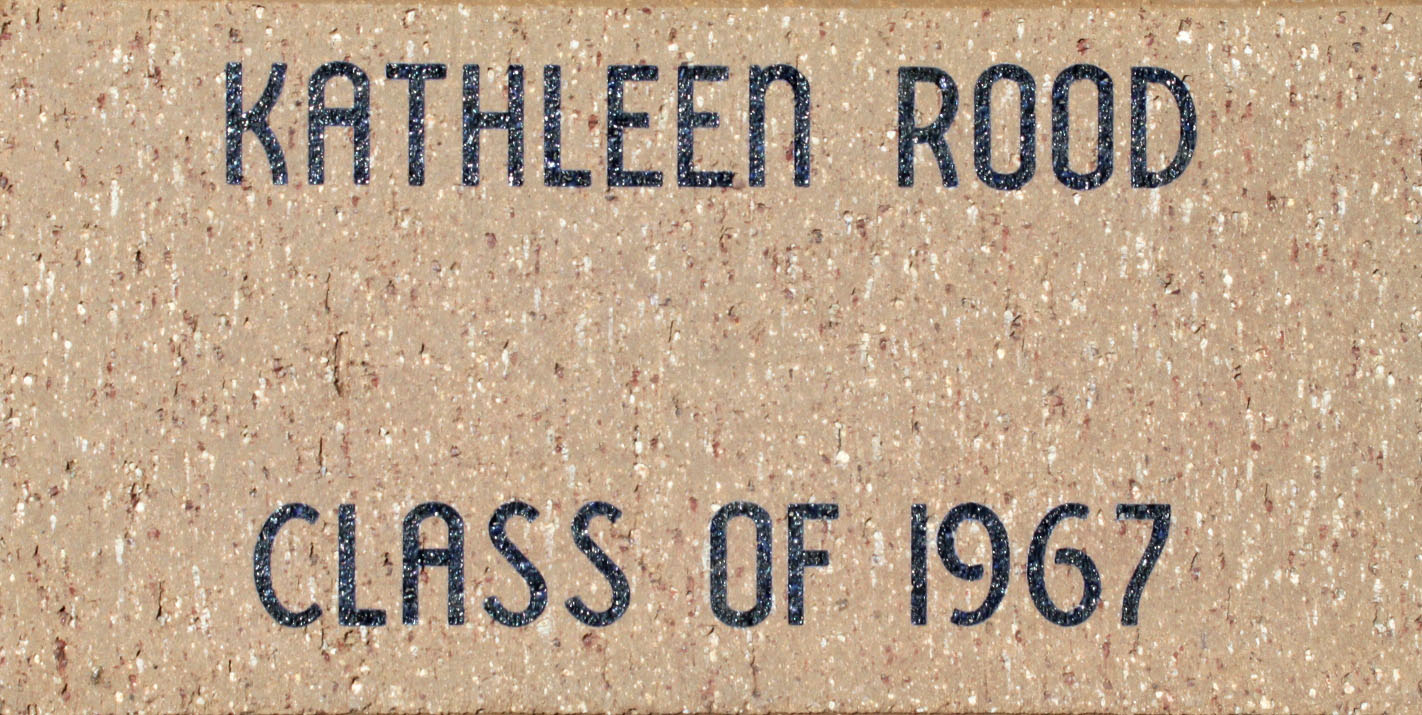 KATHLEEN ROOD
CLASS OF 1967